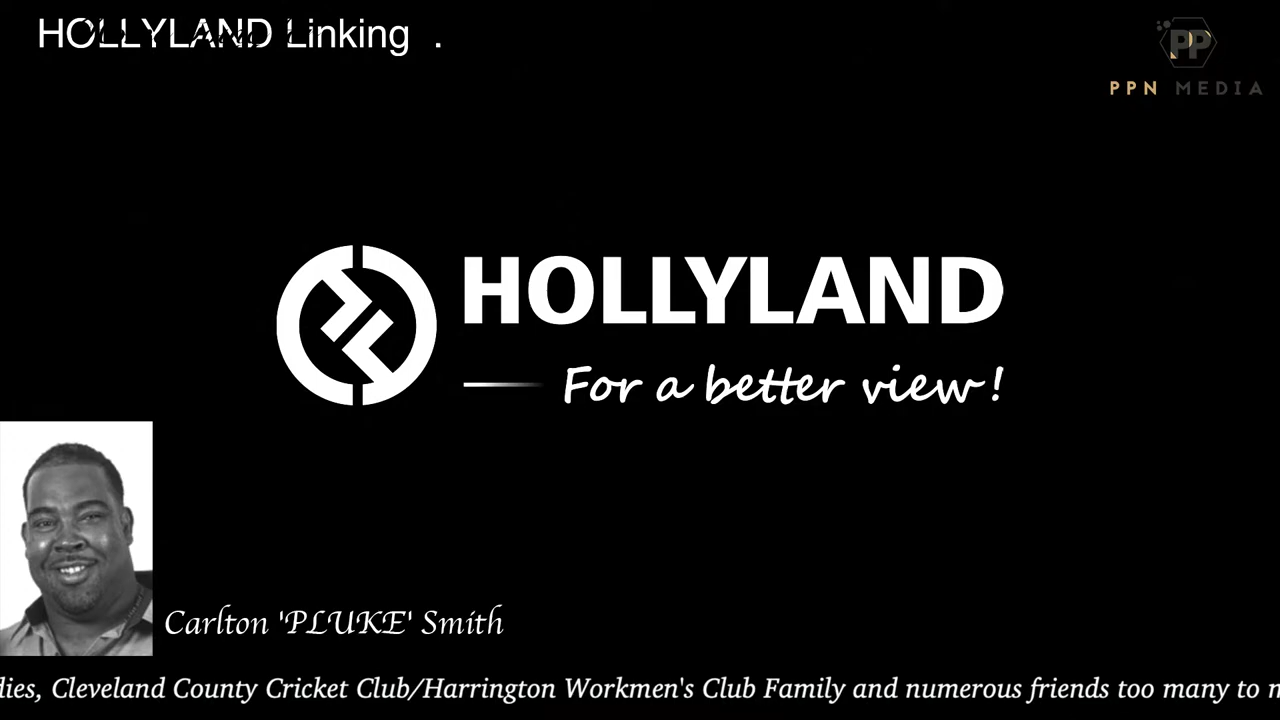 HOLLYLAND Linking .
PP
PPN MEDIA
HOLLYLAND
For a better view!
Carlton 'PLUKE' Smith
dies, Cleveland County Cricket Club/Harrington Workmen's Club Family and numerous friends too many to